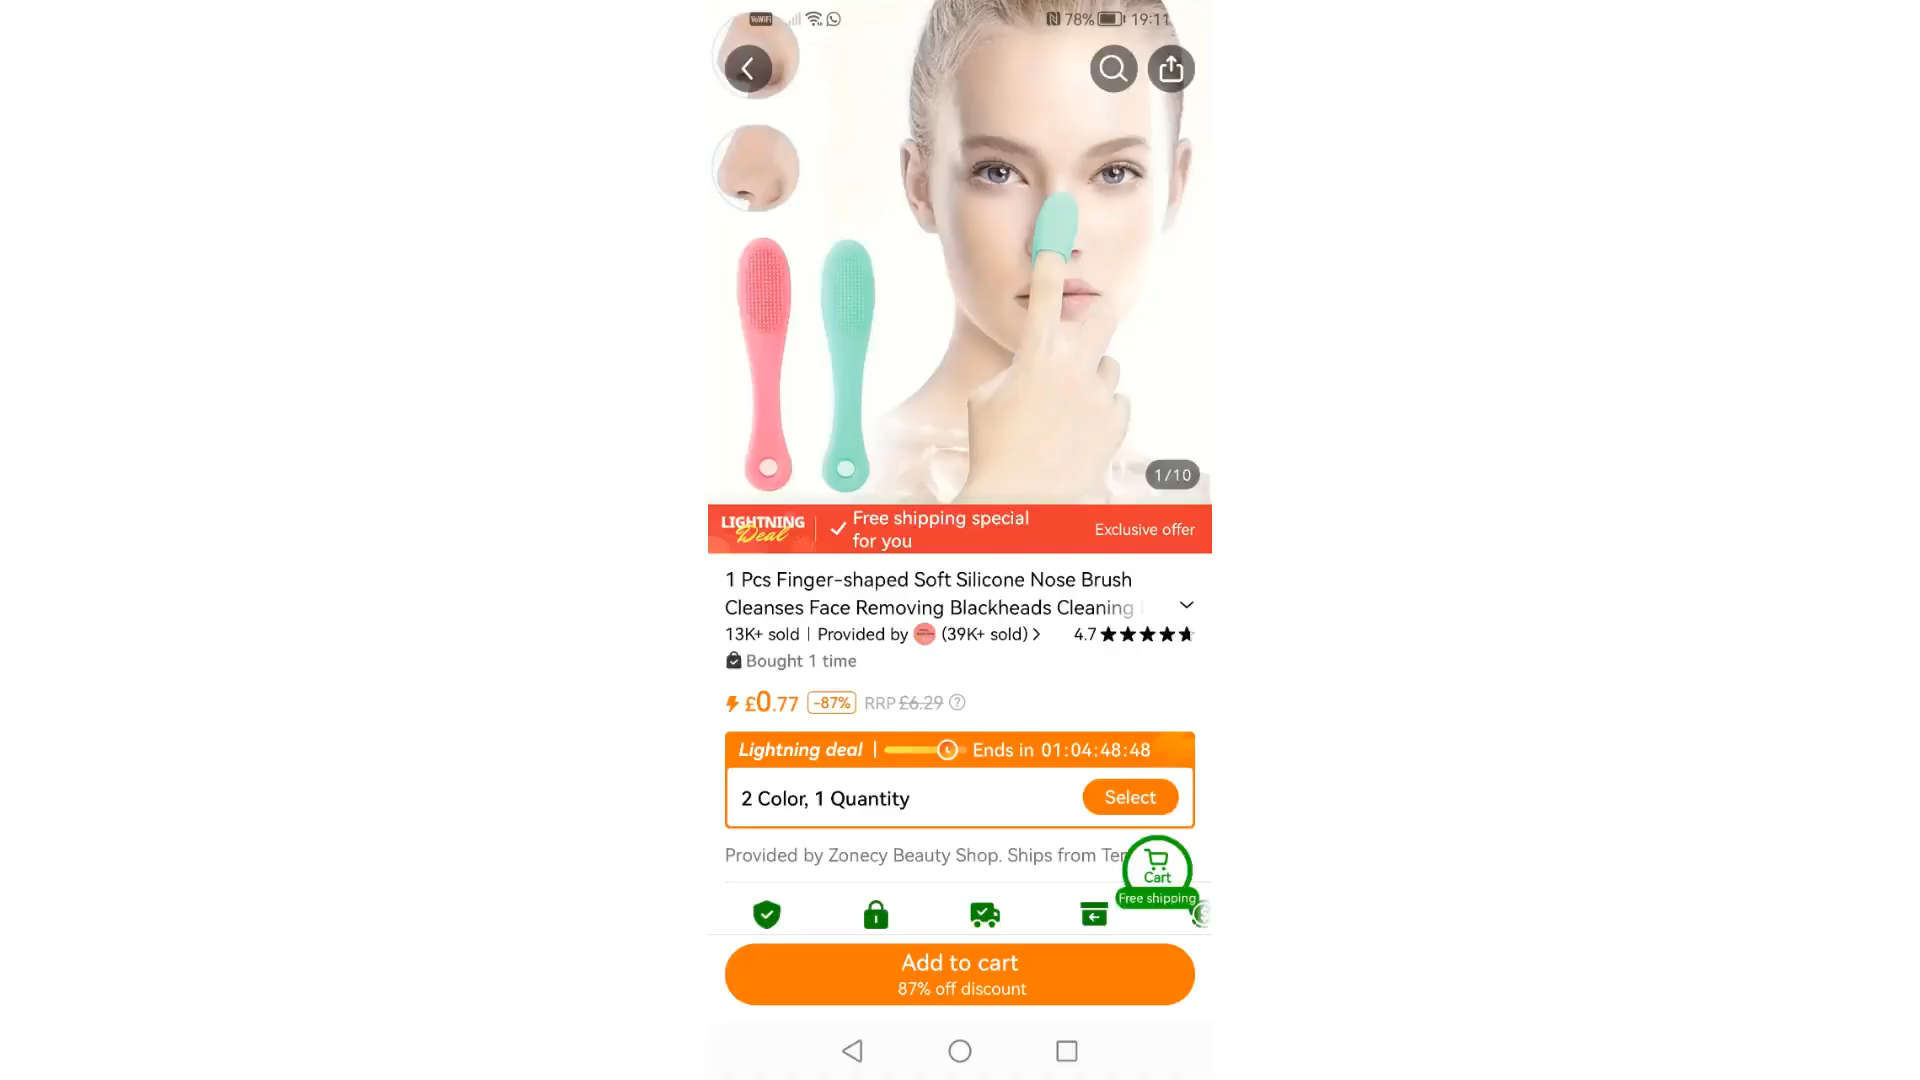 VoWiFi 78% 19:11
1/10
LIGHTNING Deal
Free shipping special
for you
Exclusive offer
1 Pcs Finger-shaped Soft Silicone Nose Brush
Cleanses Face Removing Blackheads Cleaning
13K+ sold | Provided by (39K+ sold) > 4.7
Bought 1 time
£0.77 -87% RRP £6.29 ?
Lightning deal | Ends in 01:04:48:48
2 Color, 1 Quantity Select
Provided by Zonecy Beauty Shop. Ships from
Cart
Free shipping
Add to cart
87% off discount